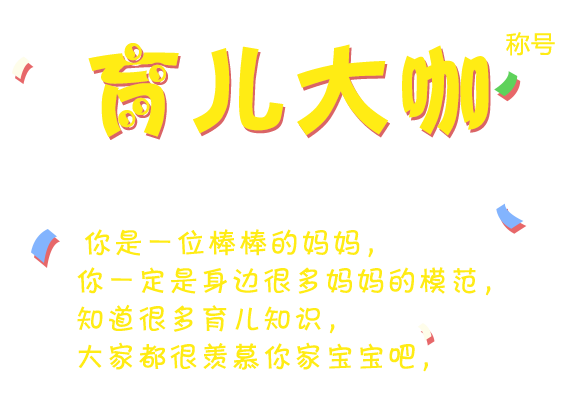 称号
育儿大咖
你是一位棒棒的妈妈，
你一定是身边很多妈妈的模范，
知道很多育儿知识，
大家都很羡慕你家宝宝吧，